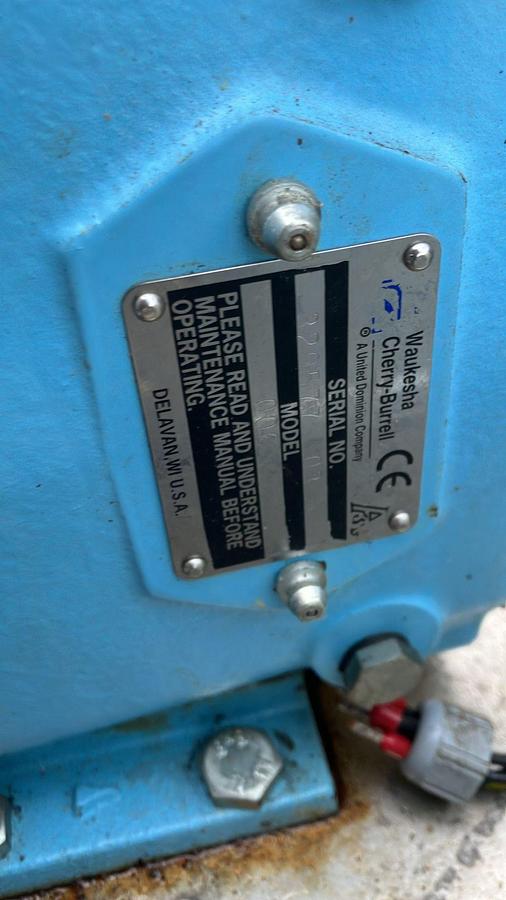 Waukesha
Cherry-Burrell
A United Dominion Company
CE
SERIAL NO.
MODEL
PLEASE READ AND UNDERSTAND
MAINTENANCE MANUAL BEFORE
OPERATING.
DELAVAN, WI U.S.A.